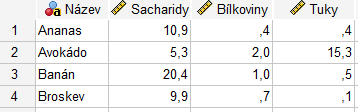 Název Sacharidy Bílkoviny Tuky
1 Ananas 10,9 ,4 ,4
2 Avokádo 5,3 2,0 15,3
3 Banán 20,4 1,0 ,5
4 Broskev 9,9 ,7 ,1